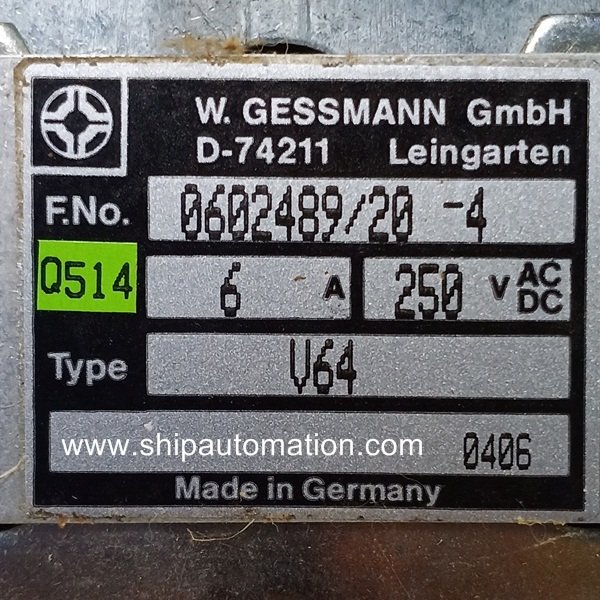 W. GESSMANN GmbH
D-74211 Leingarten
F.No. 0602489/20 -4
Q514 6 A 250 V AC DC
Type V64
www.shipautomation.com 0406
Made in Germany